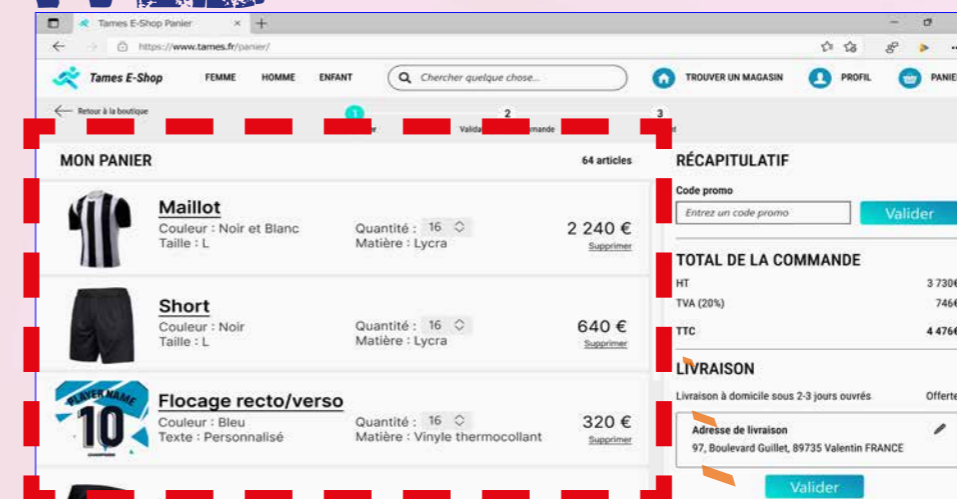 Tames E-Shop Panier
https://www.tames.fr/panier/
Tames E-Shop FEMME HOMME ENFANT Chercher quelque chose... TROUVER UN MAGASIN PROFIL
Retour à la boutique
1 2 3
MON PANIER 64 articles
Maillot
Couleur : Noir et Blanc Quantité : 16 2 240 €
Taille : L Matière : Lycra Supprimer
Short
Couleur : Noir Quantité : 16 640 €
Taille : L Matière : Lycra Supprimer
PLAYER NAME
10
Flocage recto/verso
Couleur : Bleu Quantité : 16 320 €
Texte : Personnalisé Matière : Vinyle thermocollant Supprimer
RÉCAPITULATIF
Code promo
Entrez un code promo Valider
TOTAL DE LA COMMANDE
HT 3 730€
TVA (20%) 746€
TTC 4 476€
LIVRAISON
Livraison à domicile sous 2-3 jours ouvrés Offerte
Adresse de livraison
97, Boulevard Guillet, 89735 Valentin FRANCE
Valider